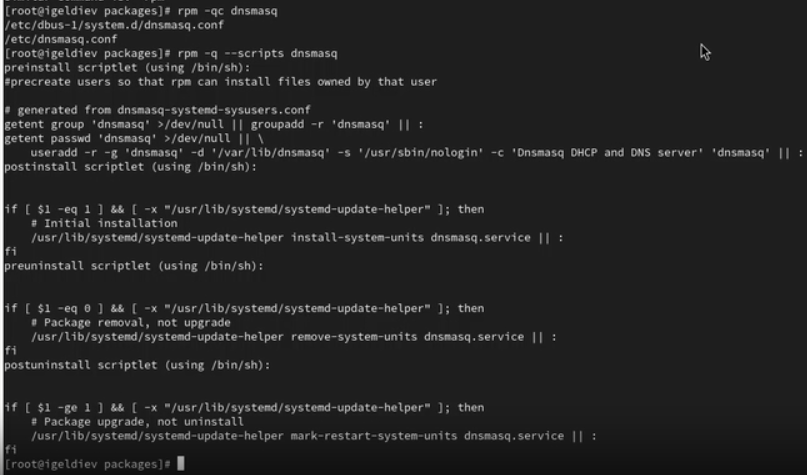 [root@igeldiev packages]# rpm -qc dnsmasq
/etc/dbus-1/system.d/dnsmasq.conf
/etc/dnsmasq.conf
[root@igeldiev packages]# rpm -q --scripts dnsmasq
preinstall scriptlet (using /bin/sh):
#precreate users so that rpm can install files owned by that user

# generated from dnsmasq-systemd-sysusers.conf
getent group 'dnsmasq' >/dev/null || groupadd -r 'dnsmasq' || :
getent passwd 'dnsmasq' >/dev/null || \
    useradd -r -g 'dnsmasq' -d '/var/lib/dnsmasq' -s '/usr/sbin/nologin' -c 'Dnsmasq DHCP and DNS server' 'dnsmasq' || :
postinstall scriptlet (using /bin/sh):


if [ $1 -eq 1 ] && [ -x "/usr/lib/systemd/systemd-update-helper" ]; then
    # Initial installation
    /usr/lib/systemd/systemd-update-helper install-system-units dnsmasq.service || :
fi
preuninstall scriptlet (using /bin/sh):


if [ $1 -eq 0 ] && [ -x "/usr/lib/systemd/systemd-update-helper" ]; then
    # Package removal, not upgrade
    /usr/lib/systemd/systemd-update-helper remove-system-units dnsmasq.service || :
fi
postuninstall scriptlet (using /bin/sh):


if [ $1 -ge 1 ] && [ -x "/usr/lib/systemd/systemd-update-helper" ]; then
    # Package upgrade, not uninstall
    /usr/lib/systemd/systemd-update-helper mark-restart-system-units dnsmasq.service || :
fi
[root@igeldiev packages]#